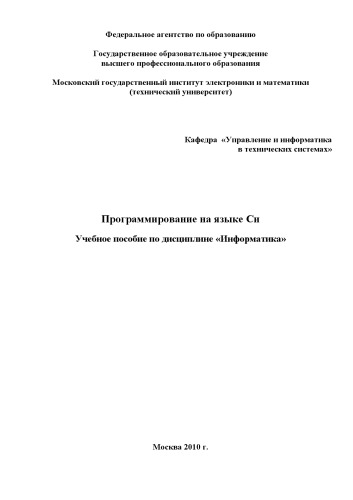 Федеральное агентство по образованию
Государственное образовательное учреждение
высшего профессионального образования
Московский государственный институт электроники и математики
(технический университет)
Кафедра «Управление и информатика
в технических системах»
Программирование на языке Си
Учебное пособие по дисциплине «Информатика»
Москва 2010 г.